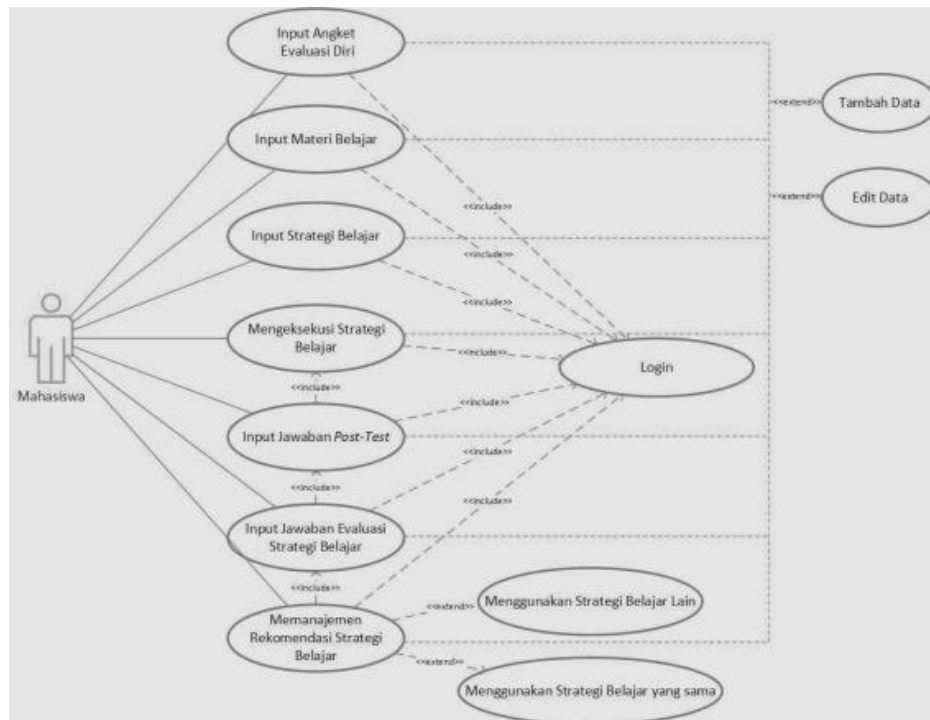 Input Angket
Evaluasi Diri
<<extend>>
Tambah Data
Input Materi Belajar
<<extend>>
Edit Data
<<include>>
Input Strategi Belajar
<<include>>
<<include>>
Mengeksekusi Strategi
Belajar
<<include>>
Login
Mahasiswa
<<include>>
<<include>>
Input Jawaban Post-Test
<<include>>
<<include>>
Input Jawaban Evaluasi
Strategi Belajar
<<include>>
<<include>>
<<extend>>
Menggunakan Strategi Belajar Lain
Memanajemen
Rekomendasi Strategi
Belajar
<<extend>>
Menggunakan Strategi Belajar yang sama